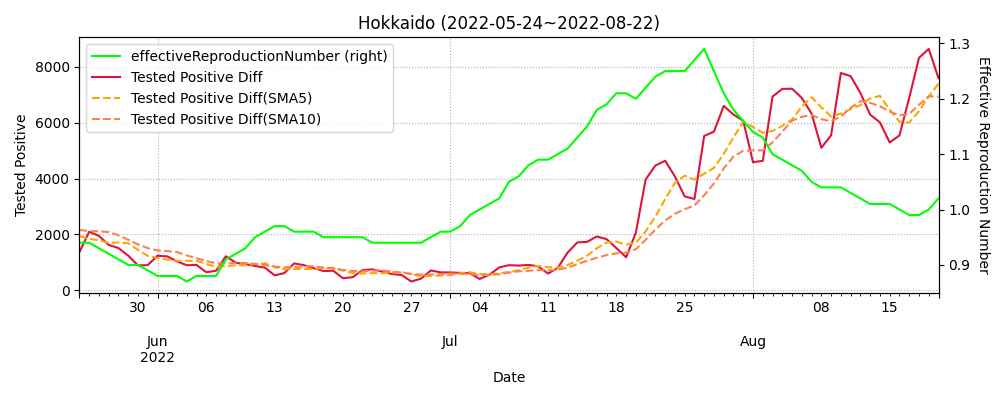 Hokkaido (2022-05-24~2022-08-22)
effectiveReproductionNumber (right)
Tested Positive Diff
Tested Positive Diff(SMA5)
Tested Positive Diff(SMA10)
Tested Positive
8000
6000
4000
2000
0
1.3
1.2
1.1
1.0
0.9
Effective Reproduction Number
30
06
13
20
27
04
11
18
25
08
15
Jun
2022
Jul
Aug
Date